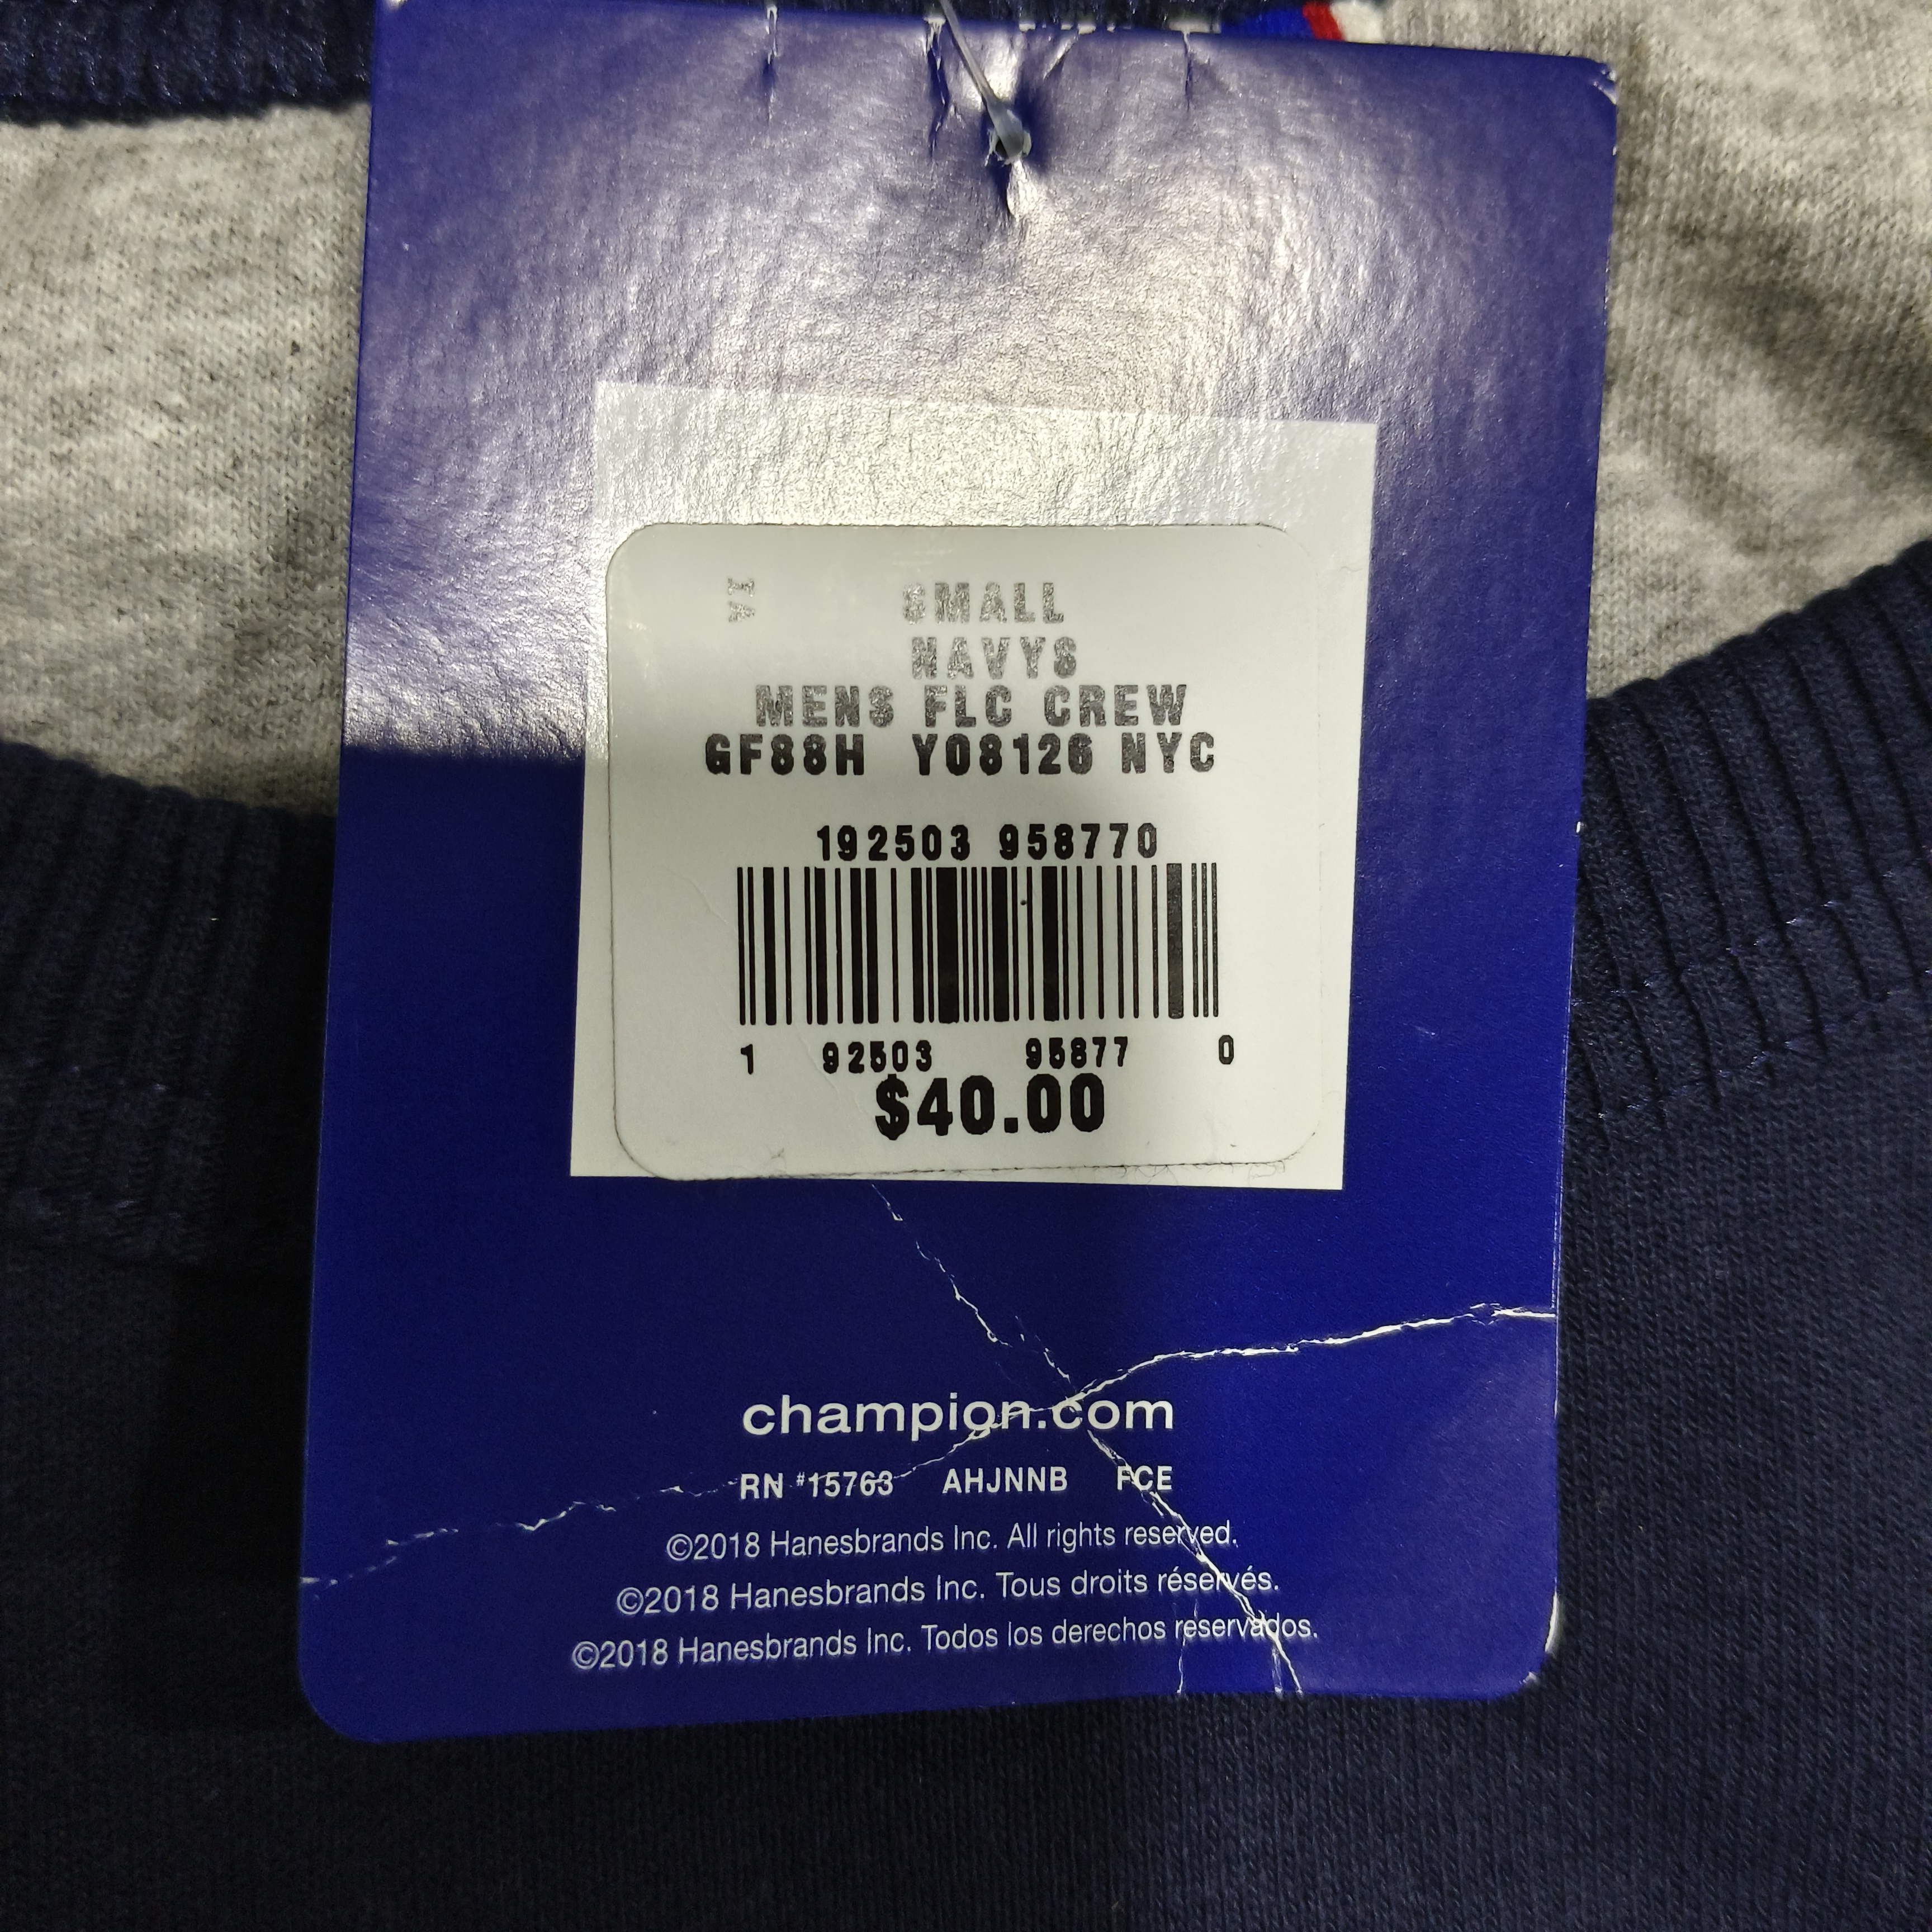 IA
SMALL
NAVYS
MENS FLC CREW
GF88H Y08126 NYC
192503 958770
1 92503 95877 0
$40.00
champion.com
RN #15763 AHJNNB FCE
©2018 Hanesbrands Inc. All rights reserved.
©2018 Hanesbrands Inc. Tous droits réservés.
©2018 Hanesbrands Inc. Todos los derechos reservados.